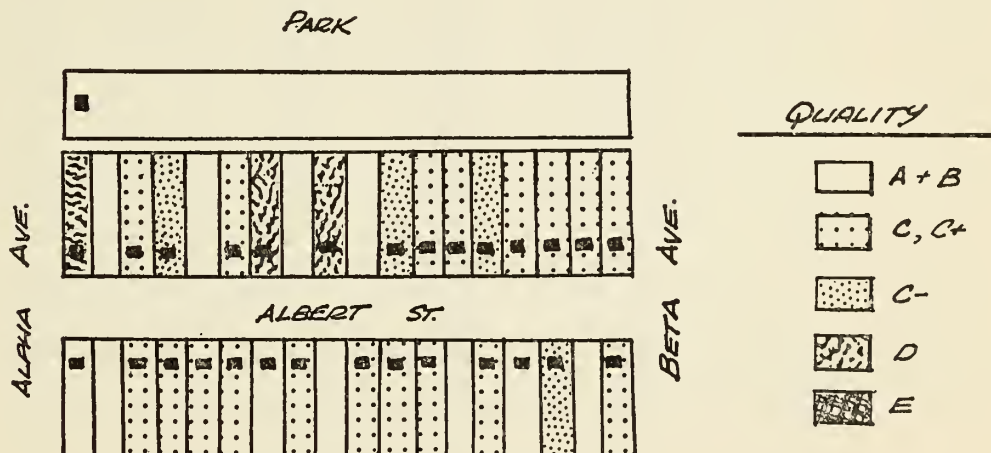 PARK
QUALITY
A + B
C, C+
C-
D
E
ALPHA AVE.
ALBERT ST.
BETA AVE.